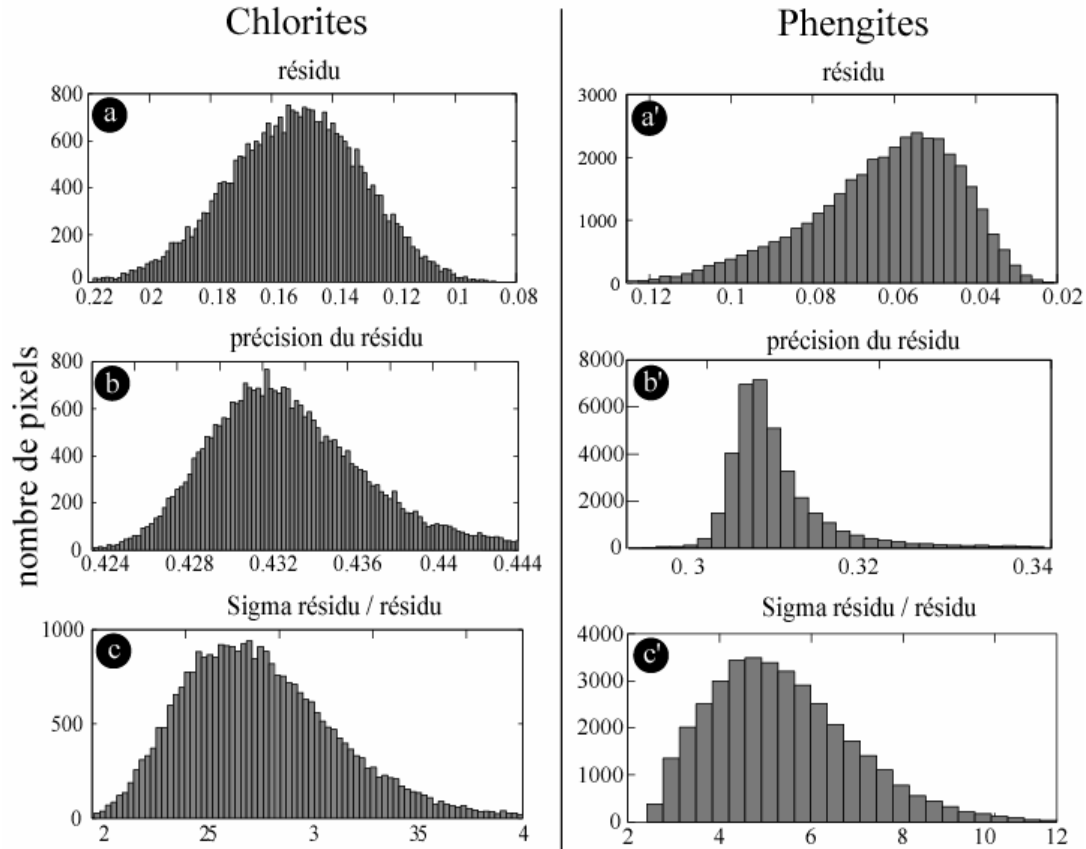 Chlorites
résidu
a
800
600
400
200
0
0.22 0.2 0.18 0.16 0.14 0.12 0.1 0.08
précision du résidu
b
800
600
400
200
0
0.424 0.428 0.432 0.436 0.44 0.444
Sigma résidu / résidu
c
1000
500
0
2 25 3 35 4
nombre de pixels
Phengites
résidu
a'
3000
2000
1000
0
0.12 0.1 0.08 0.06 0.04 0.02
précision du résidu
b'
8000
6000
4000
2000
0
0.3 0.32 0.34
Sigma résidu / résidu
c'
4000
3000
2000
1000
0
2 4 6 8 10 12